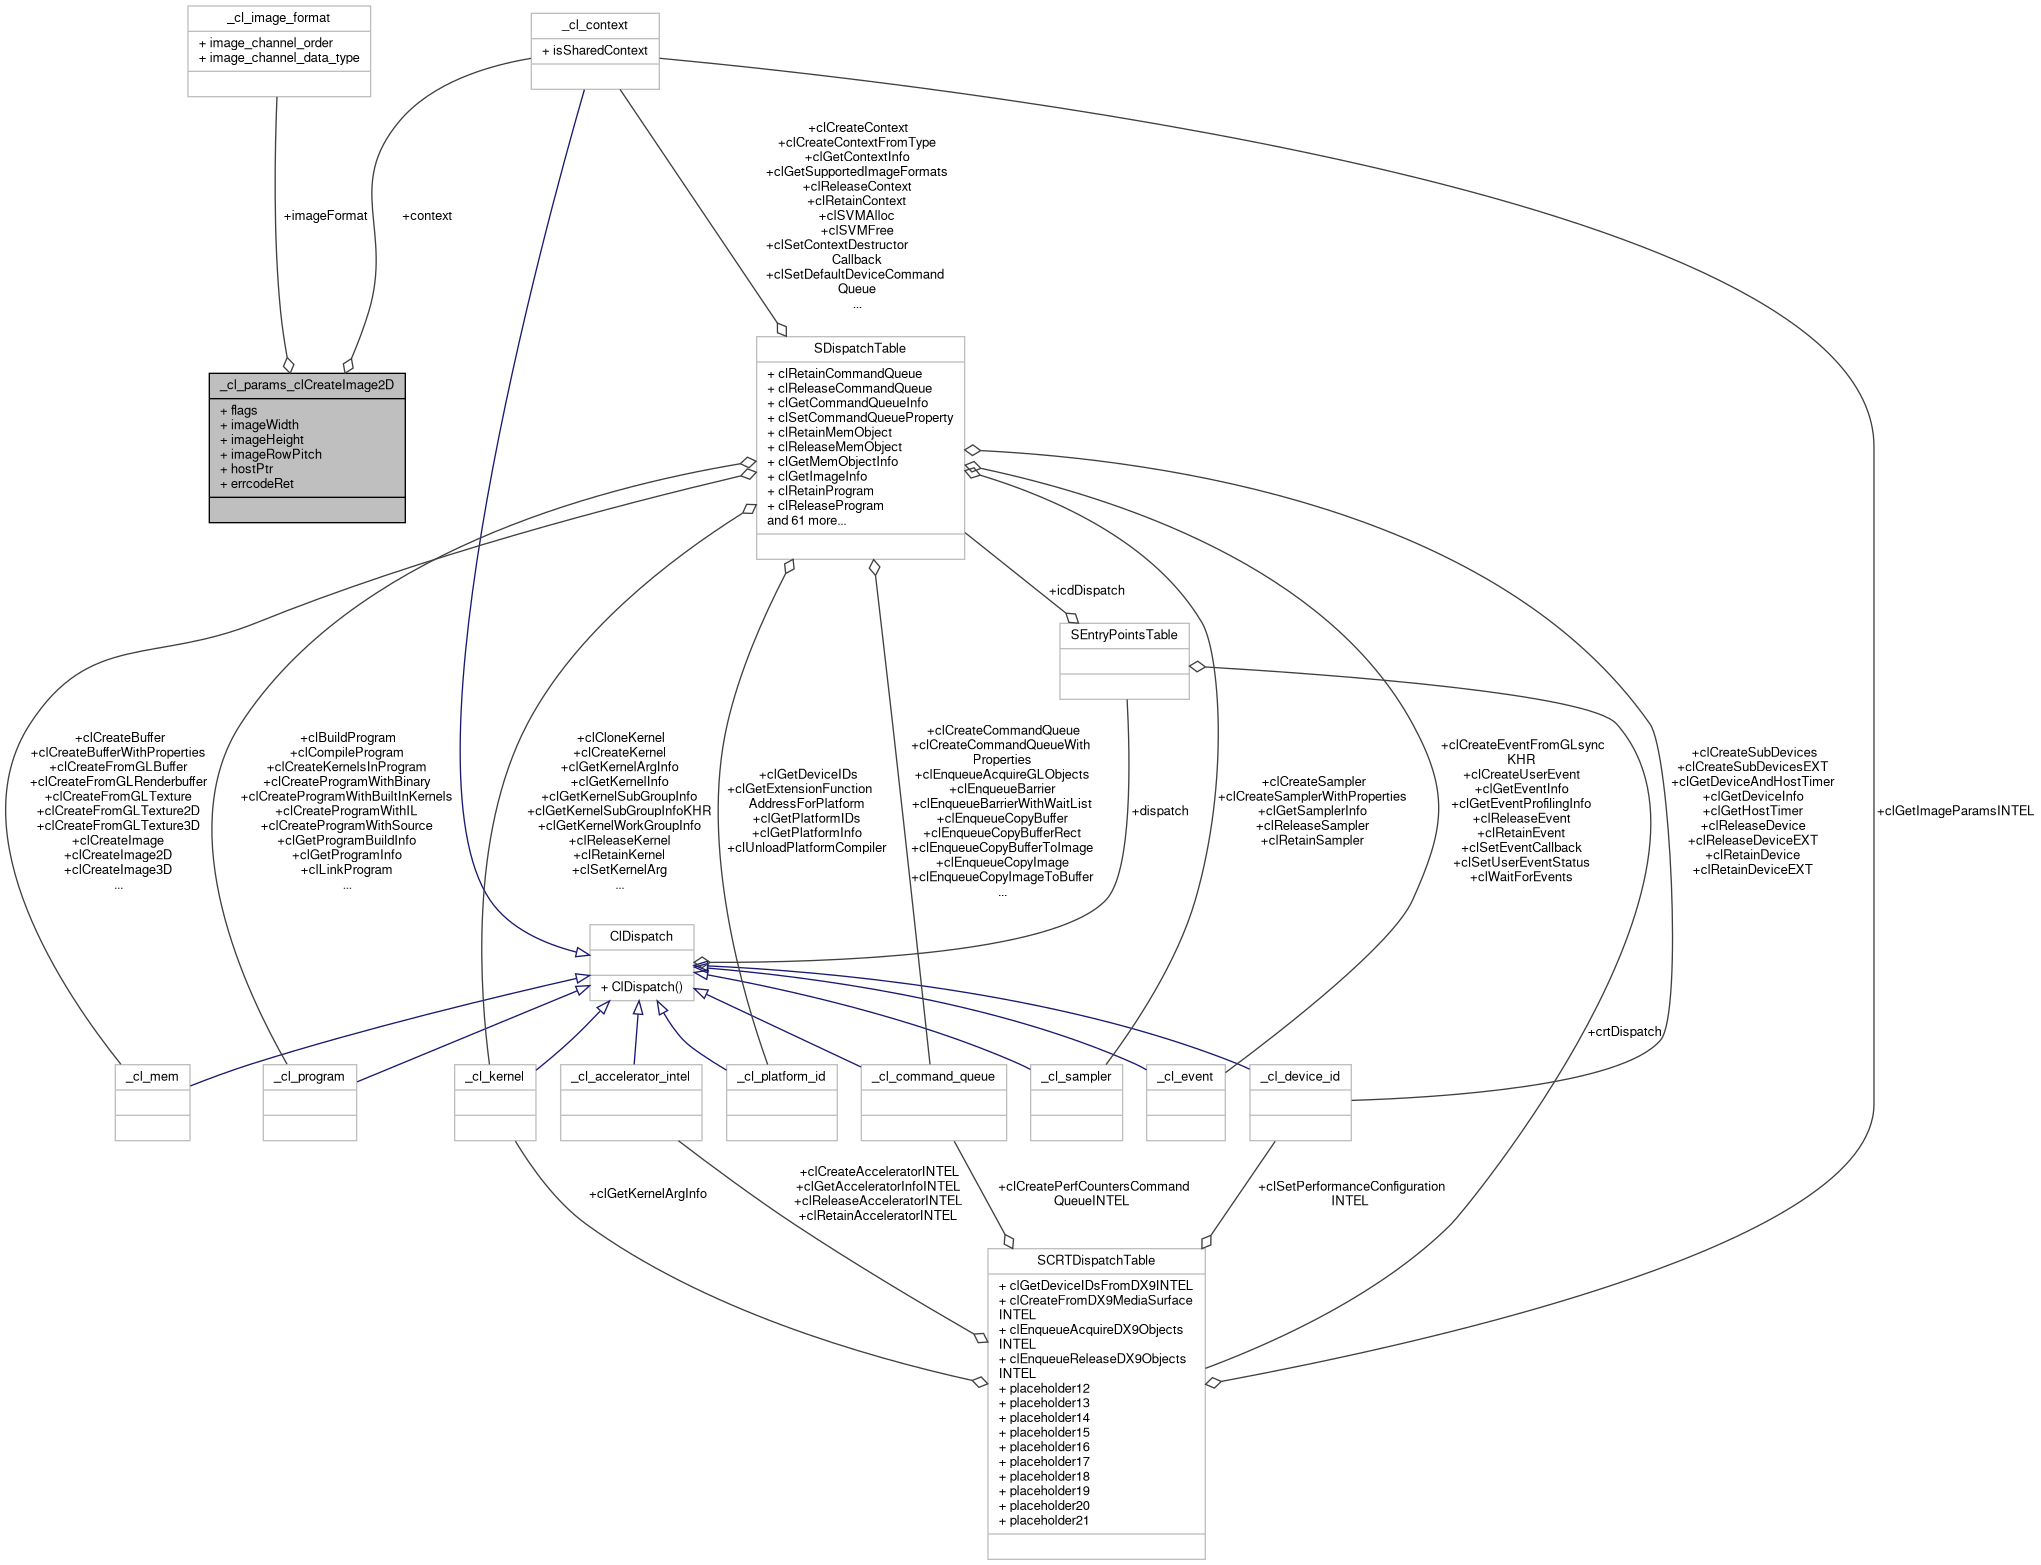 _cl_image_format
+ image_channel_order
+ image_channel_data_type
_cl_context
+ isSharedContext
+clCreateContext
+clCreateContextFromType
+clGetContextInfo
+clGetSupportedImageFormats
+clReleaseContext
+clRetainContext
+clSVMAlloc
+clSVMFree
+clSetContextDestructor
Callback
+clSetDefaultDeviceCommand
Queue
...
+imageFormat
+context
_cl_params_clCreateImage2D
+ flags
+ imageWidth
+ imageHeight
+ imageRowPitch
+ hostPtr
+ errcodeRet
SDispatchTable
+ clRetainCommandQueue
+ clReleaseCommandQueue
+ clGetCommandQueueInfo
+ clSetCommandQueueProperty
+ clRetainMemObject
+ clReleaseMemObject
+ clGetMemObjectInfo
+ clGetImageInfo
+ clRetainProgram
+ clReleaseProgram
and 61 more...
+icdDispatch
SEntryPointsTable
+clCreateBuffer
+clCreateBufferWithProperties
+clCreateFromGLBuffer
+clCreateFromGLRenderbuffer
+clCreateFromGLTexture
+clCreateFromGLTexture2D
+clCreateFromGLTexture3D
+clCreateImage
+clCreateImage2D
+clCreateImage3D
...
+clBuildProgram
+clCompileProgram
+clCreateKernelsInProgram
+clCreateProgramWithBinary
+clCreateProgramWithBuiltInKernels
+clCreateProgramWithIL
+clCreateProgramWithSource
+clGetProgramBuildInfo
+clGetProgramInfo
+clLinkProgram
...
+clCloneKernel
+clCreateKernel
+clGetKernelArgInfo
+clGetKernelInfo
+clGetKernelSubGroupInfo
+clGetKernelSubGroupInfoKHR
+clGetKernelWorkGroupInfo
+clReleaseKernel
+clRetainKernel
+clSetKernelArg
...
+clGetDeviceIDs
+clGetExtensionFunction
AddressForPlatform
+clGetPlatformIDs
+clGetPlatformInfo
+clUnloadPlatformCompiler
+clCreateCommandQueue
+clCreateCommandQueueWith
Properties
+clEnqueueAcquireGLObjects
+clEnqueueBarrier
+clEnqueueBarrierWithWaitList
+clEnqueueCopyBuffer
+clEnqueueCopyBufferRect
+clEnqueueCopyBufferToImage
+clEnqueueCopyImage
+clEnqueueCopyImageToBuffer
...
+dispatch
+clCreateSampler
+clCreateSamplerWithProperties
+clGetSamplerInfo
+clReleaseSampler
+clRetainSampler
+clCreateEventFromGLsync
KHR
+clCreateUserEvent
+clGetEventInfo
+clGetEventProfilingInfo
+clReleaseEvent
+clRetainEvent
+clSetEventCallback
+clSetUserEventStatus
+clWaitForEvents
+clCreateSubDevices
+clCreateSubDevicesEXT
+clGetDeviceAndHostTimer
+clGetDeviceInfo
+clGetHostTimer
+clReleaseDevice
+clReleaseDeviceEXT
+clRetainDevice
+clRetainDeviceEXT
+clGetImageParamsINTEL
ClDispatch
+ ClDispatch()
+crtDispatch
_cl_mem
_cl_program
_cl_kernel
_cl_accelerator_intel
_cl_platform_id
_cl_command_queue
_cl_sampler
_cl_event
_cl_device_id
+clGetKernelArgInfo
+clCreateAcceleratorINTEL
+clGetAcceleratorInfoINTEL
+clReleaseAcceleratorINTEL
+clRetainAcceleratorINTEL
+clCreatePerfCountersCommand
QueueINTEL
+clSetPerformanceConfiguration
INTEL
SCRTDispatchTable
+ clGetDeviceIDsFromDX9INTEL
+ clCreateFromDX9MediaSurface
INTEL
+ clEnqueueAcquireDX9Objects
INTEL
+ clEnqueueReleaseDX9Objects
INTEL
+ placeholder12
+ placeholder13
+ placeholder14
+ placeholder15
+ placeholder16
+ placeholder17
+ placeholder18
+ placeholder19
+ placeholder20
+ placeholder21